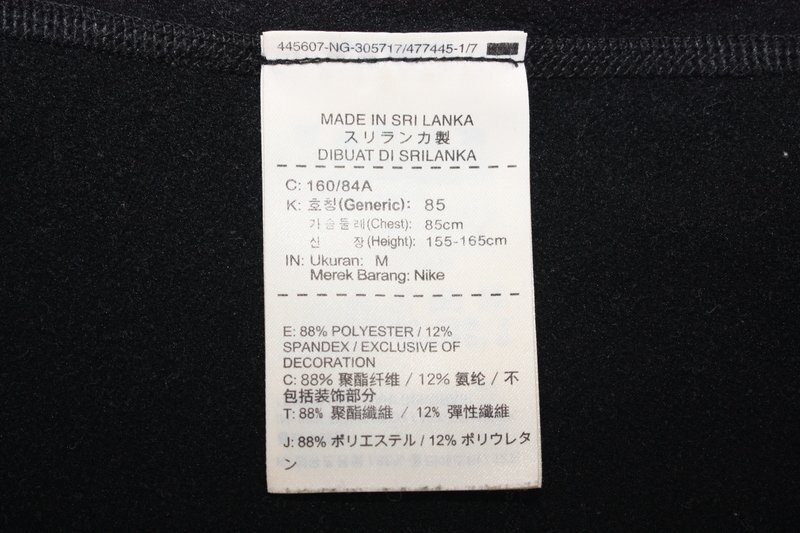 445607-NG-305717/477445-1/7
MADE IN SRI LANKA
スリランカ製
DIBUAT DI SRILANKA
C: 160/84A
K: 호칭(Generic): 85
가슴둘레(Chest): 85cm
신 장(Height): 155-165cm
IN: Ukuran: M
Merek Barang: Nike
E: 88% POLYESTER / 12%
SPANDEX / EXCLUSIVE OF
DECORATION
C: 88% 聚酯纤维 / 12% 氨纶 / 不
包括装饰部分
T: 88% 聚酯纖維 / 12% 彈性纖維
J: 88% ポリエステル / 12% ポリウレタ
ン